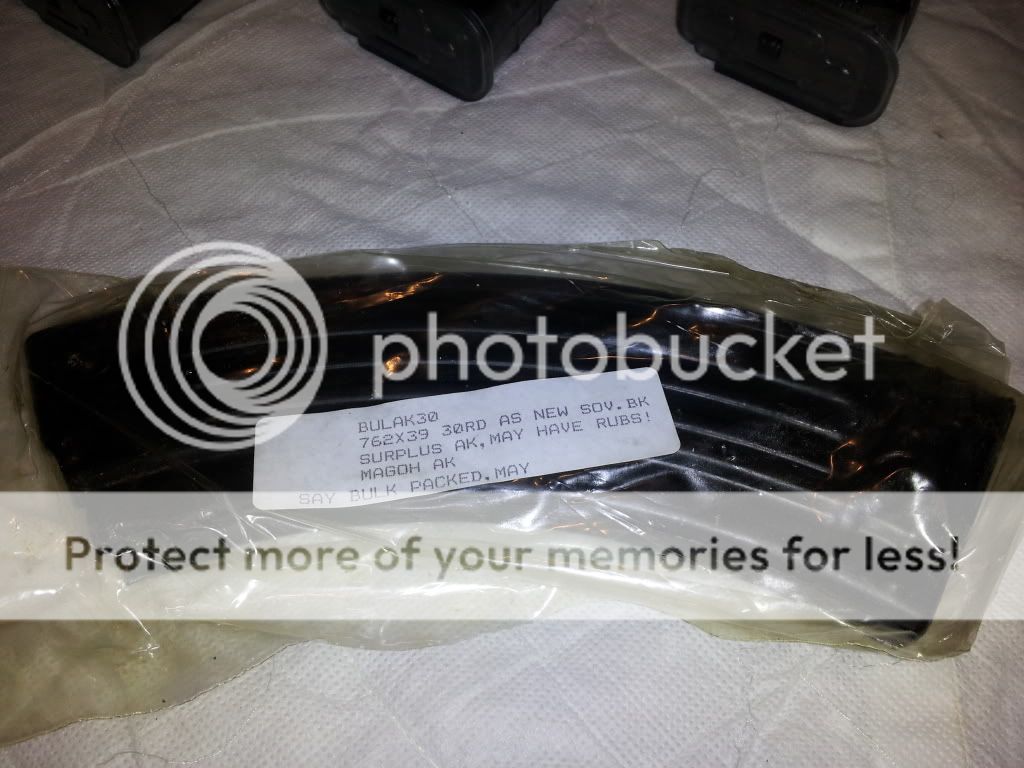 photobucket
BULAK30
762X39 30RD AS NEW SOV.BK
SURPLUS AK,MAY HAVE RUBS!
MAGOH AK
SAY BULK PACKED,MAY
Protect more of your memories for less!